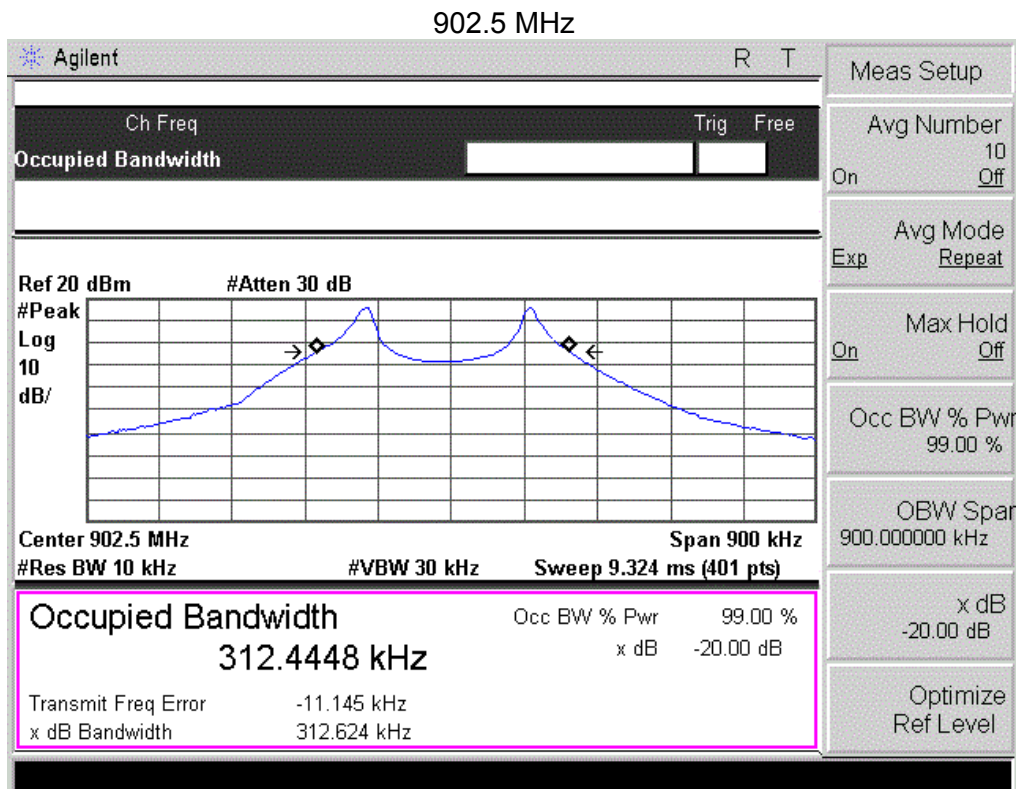 902.5 MHz
Agilent R T
Meas Setup
Ch Freq Trig Free
Occupied Bandwidth
Avg Number
10
On Off
Avg Mode
Exp Repeat
Ref 20 dBm #Atten 30 dB
#Peak
Log
10
dB/
Max Hold
On Off
Occ BW % Pwr
99.00 %
Center 902.5 MHz Span 900 kHz
#Res BW 10 kHz #VBW 30 kHz Sweep 9.324 ms (401 pts)
OBW Span
900.000000 kHz
Occupied Bandwidth Occ BW % Pwr 99.00 %
312.4448 kHz x dB -20.00 dB
Transmit Freq Error -11.145 kHz
x dB Bandwidth 312.624 kHz
x dB
-20.00 dB
Optimize
Ref Level